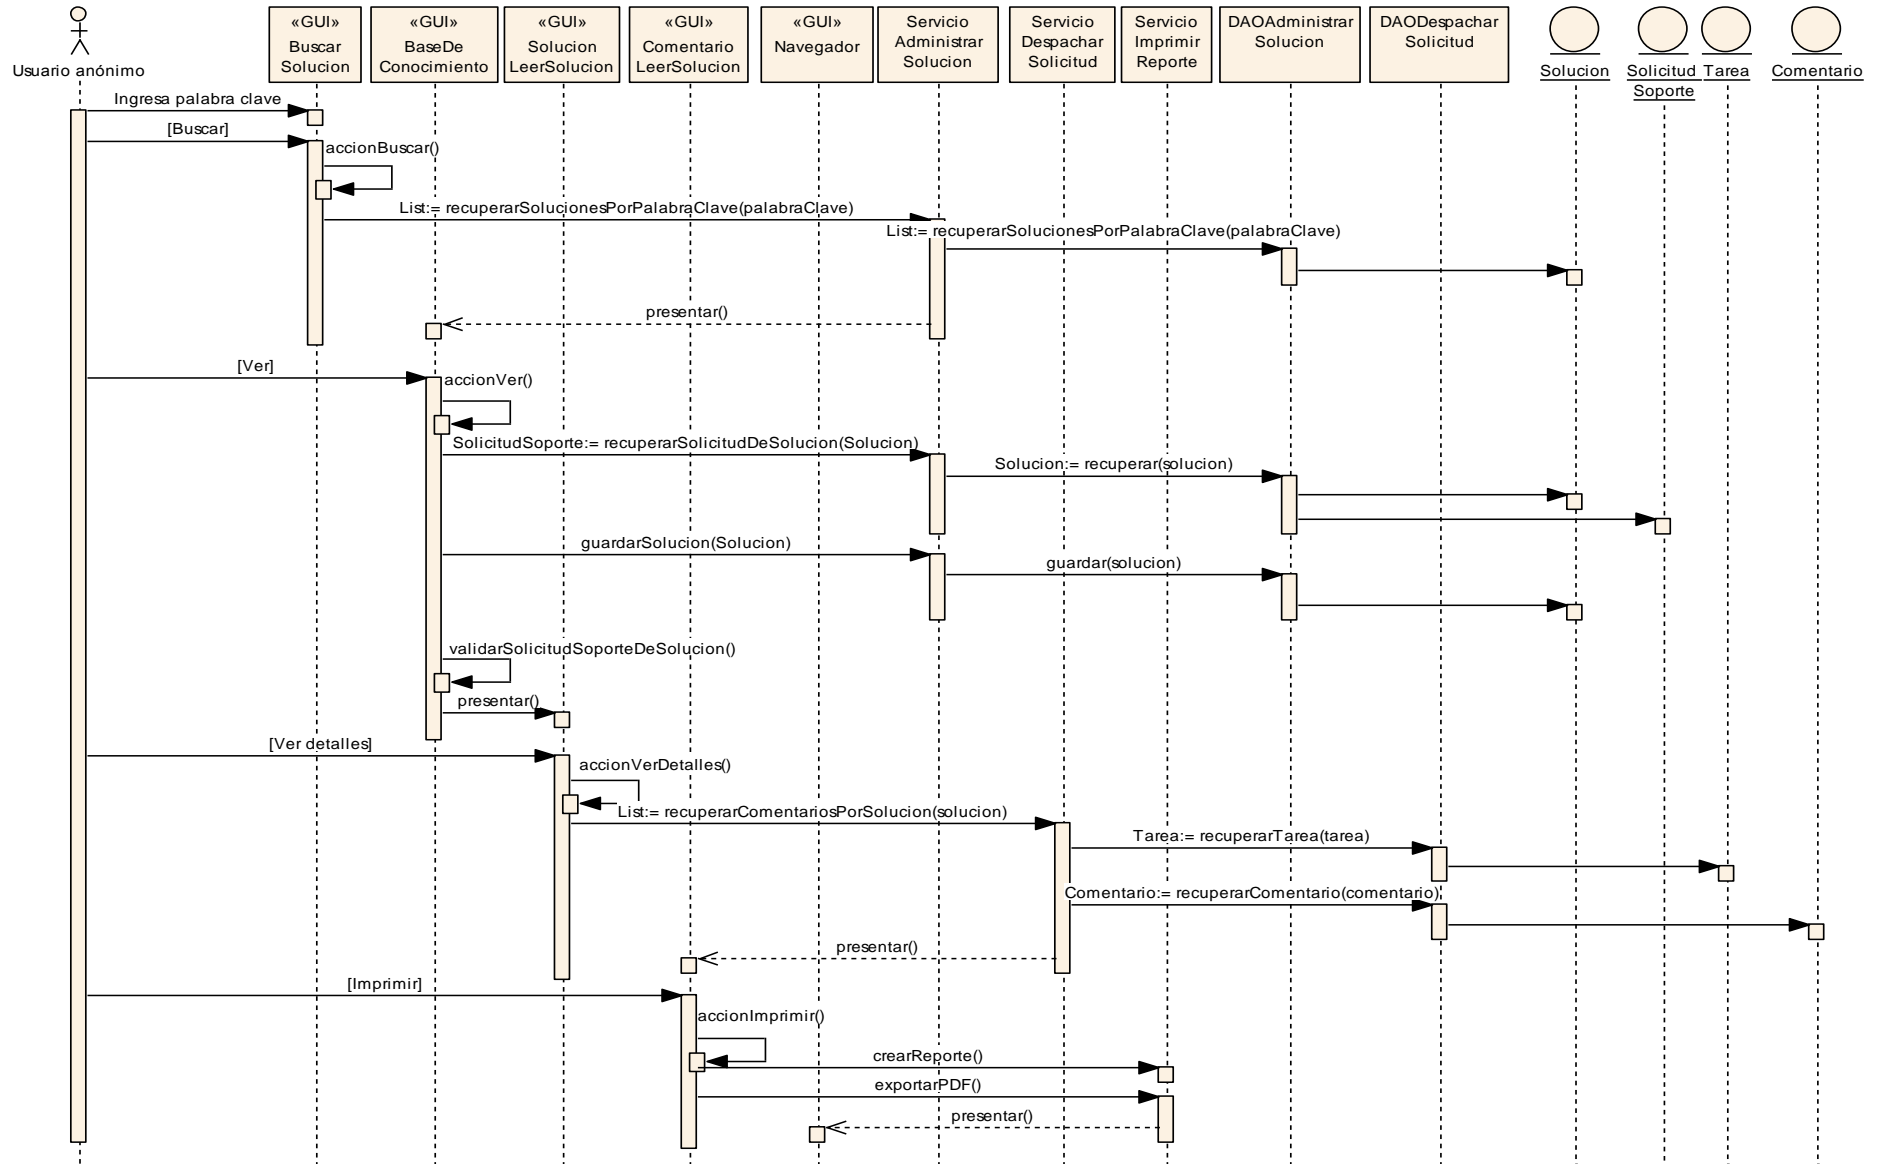 Usuario anónimo
«GUI»
Buscar
Solucion
«GUI»
BaseDe
Conocimiento
«GUI»
Solucion
LeerSolucion
«GUI»
Comentario
LeerSolucion
«GUI»
Navegador
Servicio
Administrar
Solucion
Servicio
Despachar
Solicitud
Servicio
Imprimir
Reporte
DAOAdministrar
Solucion
DAODespachar
Solicitud
Solucion
Solicitud
Soporte
Tarea
Comentario
Ingresa palabra clave
[Buscar]
accionBuscar()
List:= recuperarSolucionesPorPalabraClave(palabraClave)
List:= recuperarSolucionesPorPalabraClave(palabraClave)
presentar()
[Ver]
accionVer()
SolicitudSoporte:= recuperarSolicitudDeSolucion(Solucion)
Solucion:= recuperar(solucion)
guardarSolucion(Solucion)
guardar(solucion)
validarSolicitudSoporteDeSolucion()
presentar()
[Ver detalles]
accionVerDetalles()
List:= recuperarComentariosPorSolucion(solucion)
Tarea:= recuperarTarea(tarea)
Comentario:= recuperarComentario(comentario)
presentar()
[Imprimir]
accionImprimir()
crearReporte()
exportarPDF()
presentar()